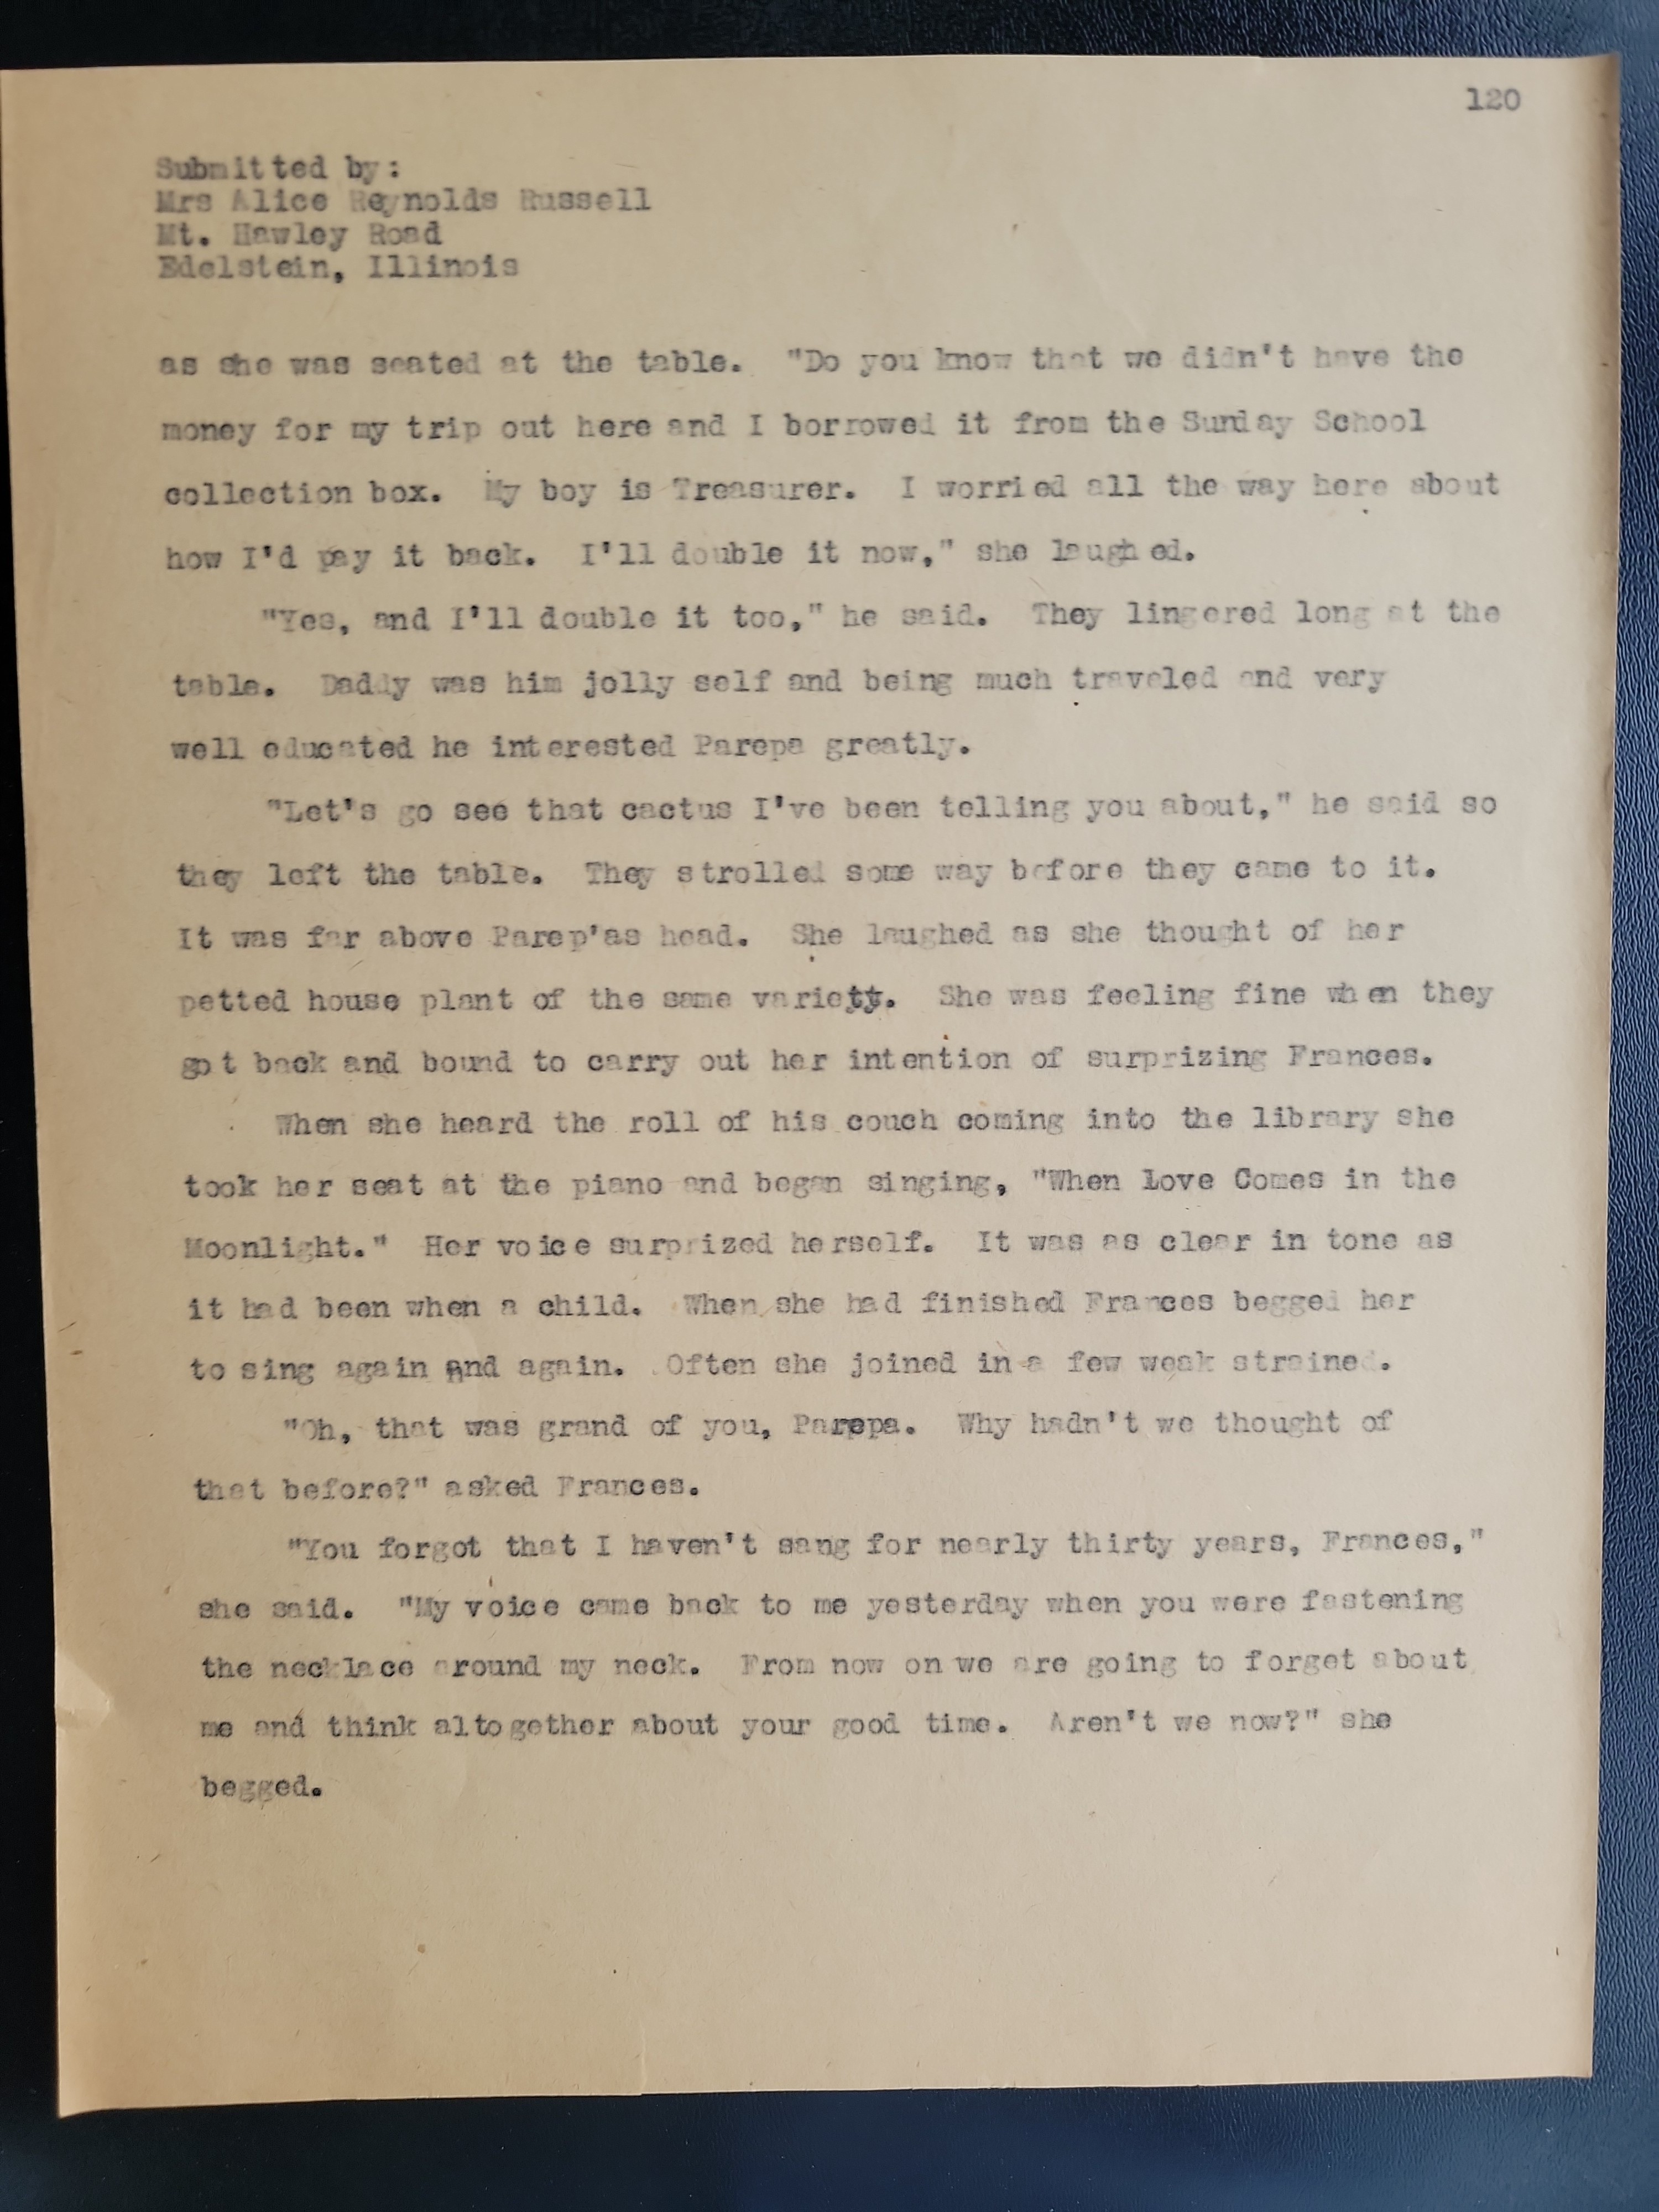 120
Submitted by:
Mrs Alice Reynolds Russell
Mt. Hawley Road
Edelstein, Illinois
as she was seated at the table.  "Do you know that we didn't have the
money for my trip out here and I borrowed it from the Sunday School
collection box.  My boy is Treasurer.  I worried all the way here about
how I'd pay it back.  I'll double it now," she laughed.
"Yes, and I'll double it too," he said.  They lingered long at the
table.  Daddy was him jolly self and being much traveled and very
well educated he interested Parepa greatly.
"Let's go see that cactus I've been telling you about," he said so
they left the table.  They strolled some way before they came to it.
It was far above Parep'as head.  She laughed as she thought of her
petted house plant of the same variety.  She was feeling fine when they
got back and bound to carry out her intention of surprizing Frances.
When she heard the roll of his couch coming into the library she
took her seat at the piano and began singing, "When Love Comes in the
Moonlight."  Her voice surprized herself.  It was as clear in tone as
it had been when a child.  When she had finished Frances begged her
to sing again and again.  Often she joined in a few weak strained.
"Oh, that was grand of you, Parepa.  Why hadn't we thought of
that before?" asked Frances.
"You forgot that I haven't sang for nearly thirty years, Frances,"
she said.  "My voice came back to me yesterday when you were fastening
the necklace around my neck.  From now on we are going to forget about
me and think altogether about your good time.  Aren't we now?" she
begged.